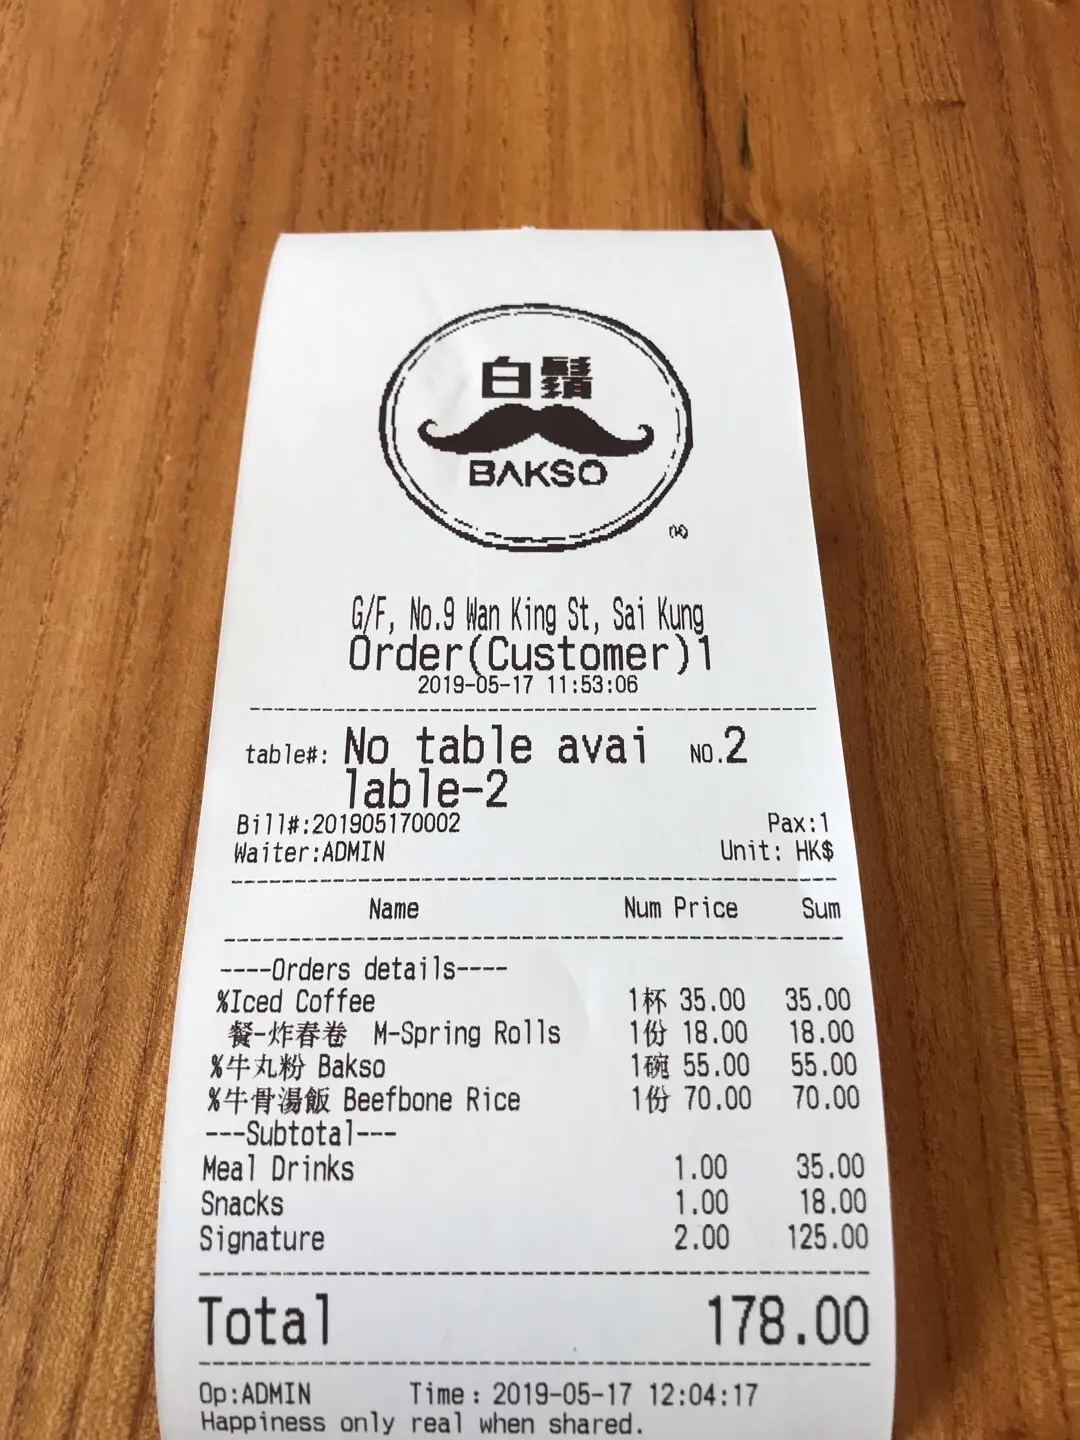 白鬚
BAKSO
G/F, No.9 Wan King St, Sai Kung
Order(Customer)1
2019-05-17 11:53:06
table#: No table avai NO.2
lable-2
Bill#:201905170002 Pax:1
Waiter:ADMIN Unit: HK$
Name Num Price Sum
----Orders details----
%Iced Coffee 1杯 35.00 35.00
餐-炸春卷 M-Spring Rolls 1份 18.00 18.00
%牛丸粉 Bakso 1碗 55.00 55.00
%牛骨湯飯 Beefbone Rice 1份 70.00 70.00
---Subtotal---
Meal Drinks 1.00 35.00
Snacks 1.00 18.00
Signature 2.00 125.00
Total 178.00
Op:ADMIN Time：2019-05-17 12:04:17
Happiness only real when shared.